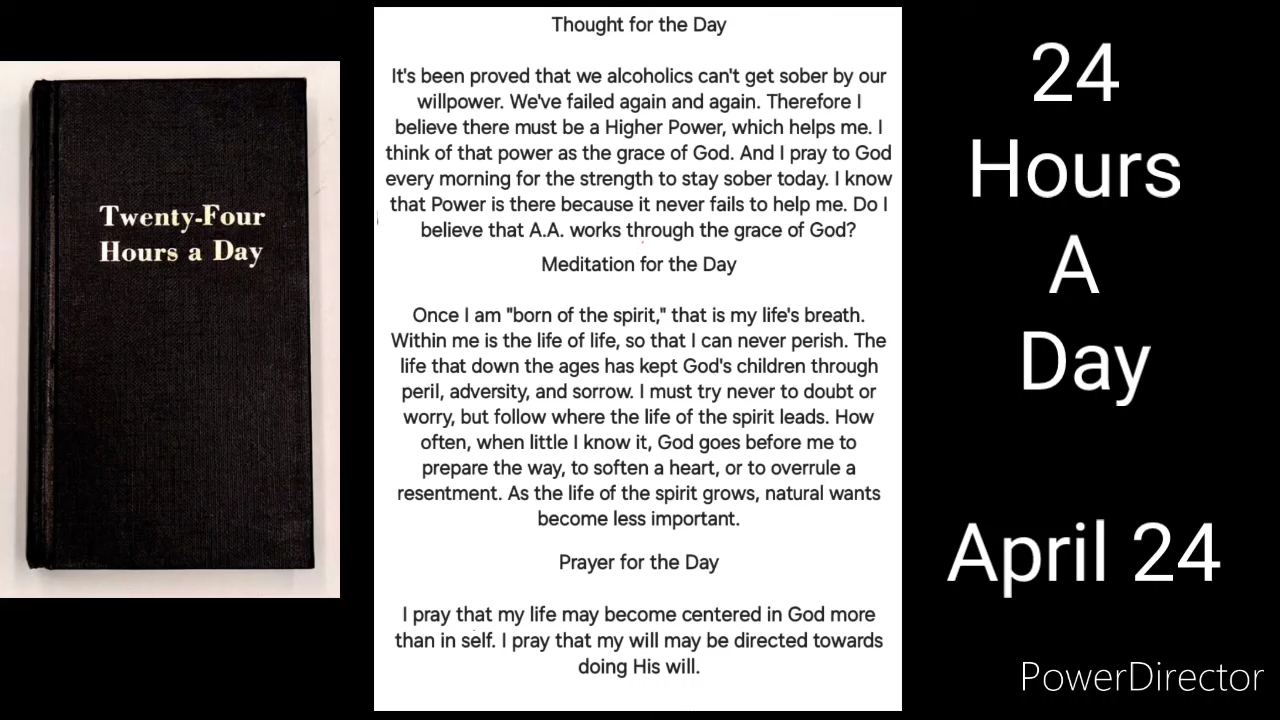 Twenty-Four
Hours a Day
Thought for the Day
It's been proved that we alcoholics can't get sober by our
willpower. We've failed again and again. Therefore I
believe there must be a Higher Power, which helps me. I
think of that power as the grace of God. And I pray to God
every morning for the strength to stay sober today. I know
that Power is there because it never fails to help me. Do I
believe that A.A. works through the grace of God?
Meditation for the Day
Once I am "born of the spirit," that is my life's breath.
Within me is the life of life, so that I can never perish. The
life that down the ages has kept God's children through
peril, adversity, and sorrow. I must try never to doubt or
worry, but follow where the life of the spirit leads. How
often, when little I know it, God goes before me to
prepare the way, to soften a heart, or to overrule a
resentment. As the life of the spirit grows, natural wants
become less important.
Prayer for the Day
I pray that my life may become centered in God more
than in self. I pray that my will may be directed towards
doing His will.
24
Hours
A
Day
April 24
PowerDirector